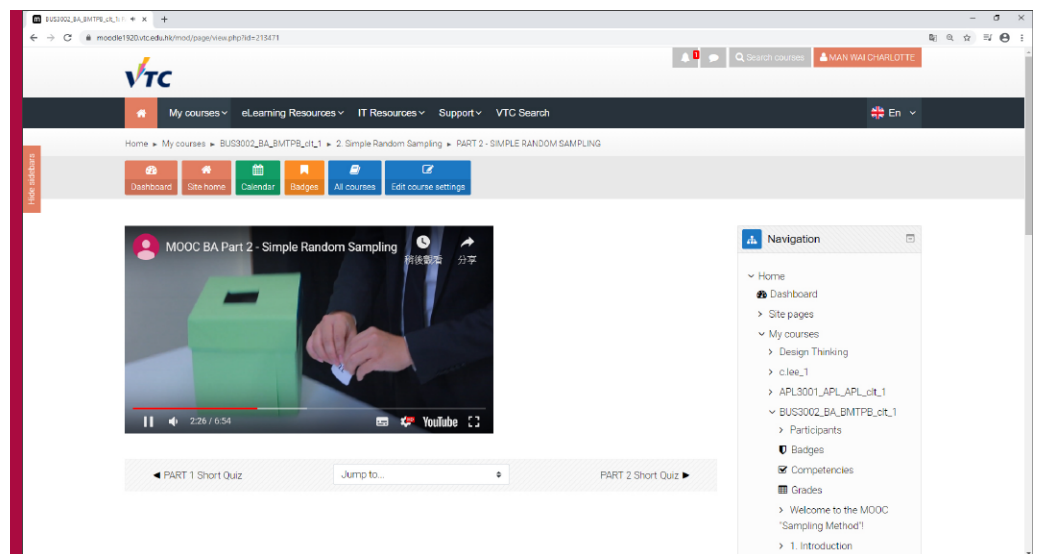 BUS3002_BA_BMTPB_clt_1:
moodle1920.vtc.edu.hk/mod/page/view.php?id=213471
VTC
1
Search courses
MAN WAI CHARLOTTE
My courses
eLearning Resources
IT Resources
Support
VTC Search
En
Home ► My courses ► BUS3002_BA_BMTPB_clt_1 ► 2. Simple Random Sampling ► PART 2 - SIMPLE RANDOM SAMPLING
Hide sidebars
Dashboard
Site home
Calendar
Badges
All courses
Edit course settings
MOOC BA Part 2 - Simple Random Sampling
稍後觀看
分享
2:26 / 6:54
YouTube
◄ PART 1 Short Quiz
Jump to...
PART 2 Short Quiz ►
Navigation
Home
Dashboard
Site pages
My courses
Design Thinking
c.lee_1
APL3001_APL_APL_clt_1
BUS3002_BA_BMTPB_clt_1
Participants
Badges
Competencies
Grades
Welcome to the MOOC
"Sampling Method"!
1. Introduction